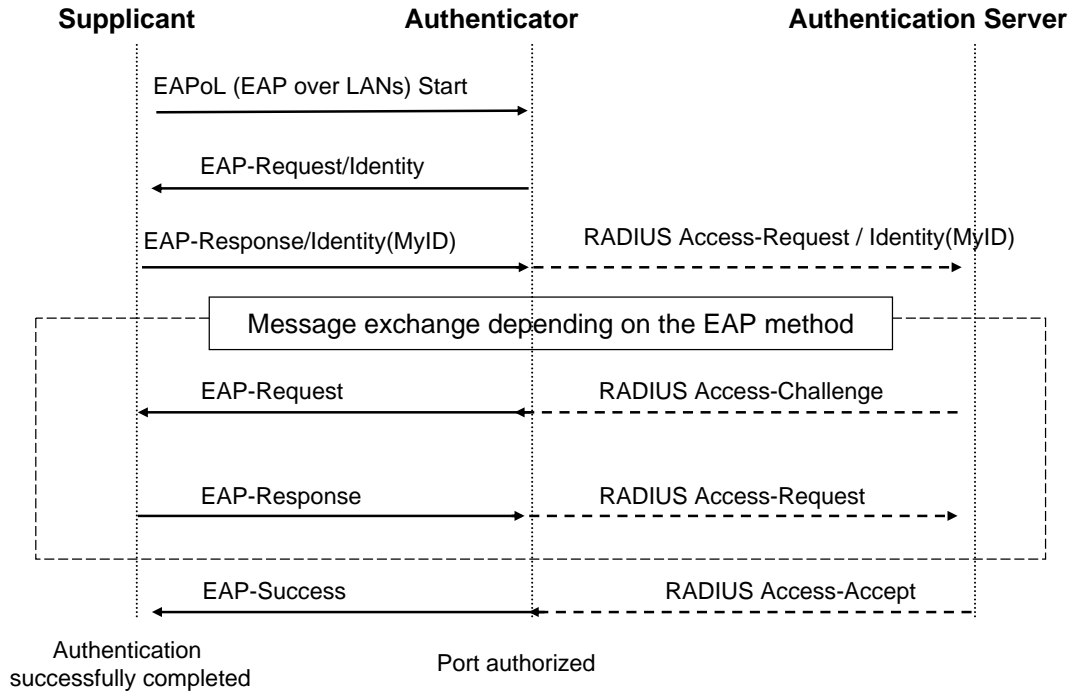 Supplicant
Authenticator
Authentication Server
EAPoL (EAP over LANs) Start
EAP-Request/Identity
EAP-Response/Identity(MyID)
RADIUS Access-Request / Identity(MyID)
Message exchange depending on the EAP method
EAP-Request
RADIUS Access-Challenge
EAP-Response
RADIUS Access-Request
EAP-Success
RADIUS Access-Accept
Authentication
successfully completed
Port authorized